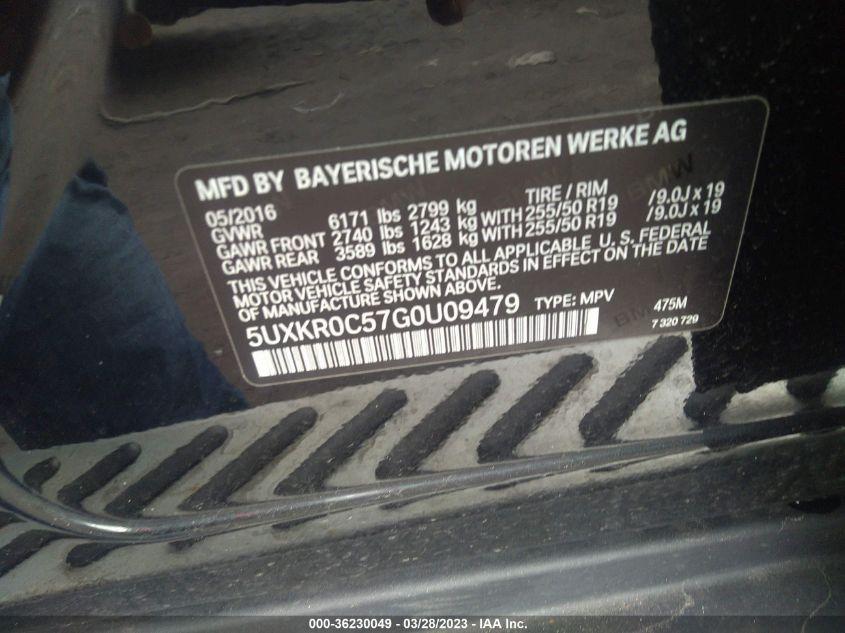 MFD BY BAYERISCHE MOTOREN WERKE AG
05/2016 TIRE / RIM
GVWR 6171 lbs 2799 kg
GAWR FRONT 2740 lbs 1243 kg WITH 255/50 R19 /9.0J x 19
GAWR REAR 3589 lbs 1628 kg WITH 255/50 R19 /9.0J x 19
THIS VEHICLE CONFORMS TO ALL APPLICABLE U.S. FEDERAL
MOTOR VEHICLE SAFETY STANDARDS IN EFFECT ON THE DATE
OF MANUFACTURE SHOWN ABOVE.
5UXKR0C57G0U09479 TYPE: MPV 475M
7 320 729
BMW
BMW
000-36230049 - 03/28/2023 - IAA Inc.